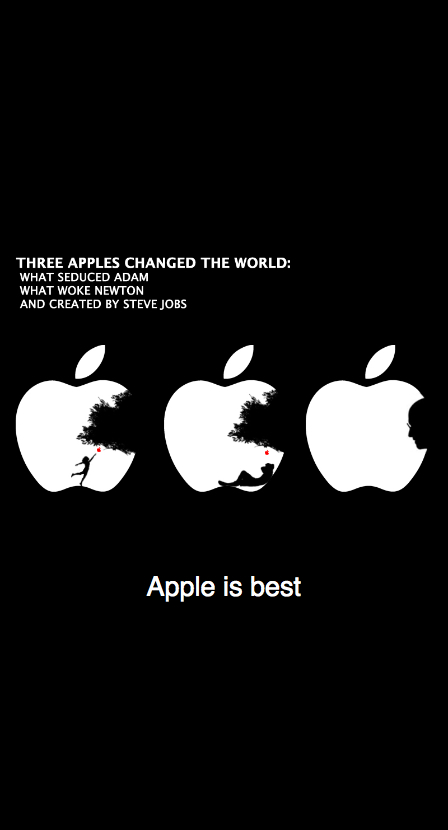 THREE APPLES CHANGED THE WORLD:
WHAT SEDUCED ADAM
WHAT WOKE NEWTON
AND CREATED BY STEVE JOBS
Apple is best